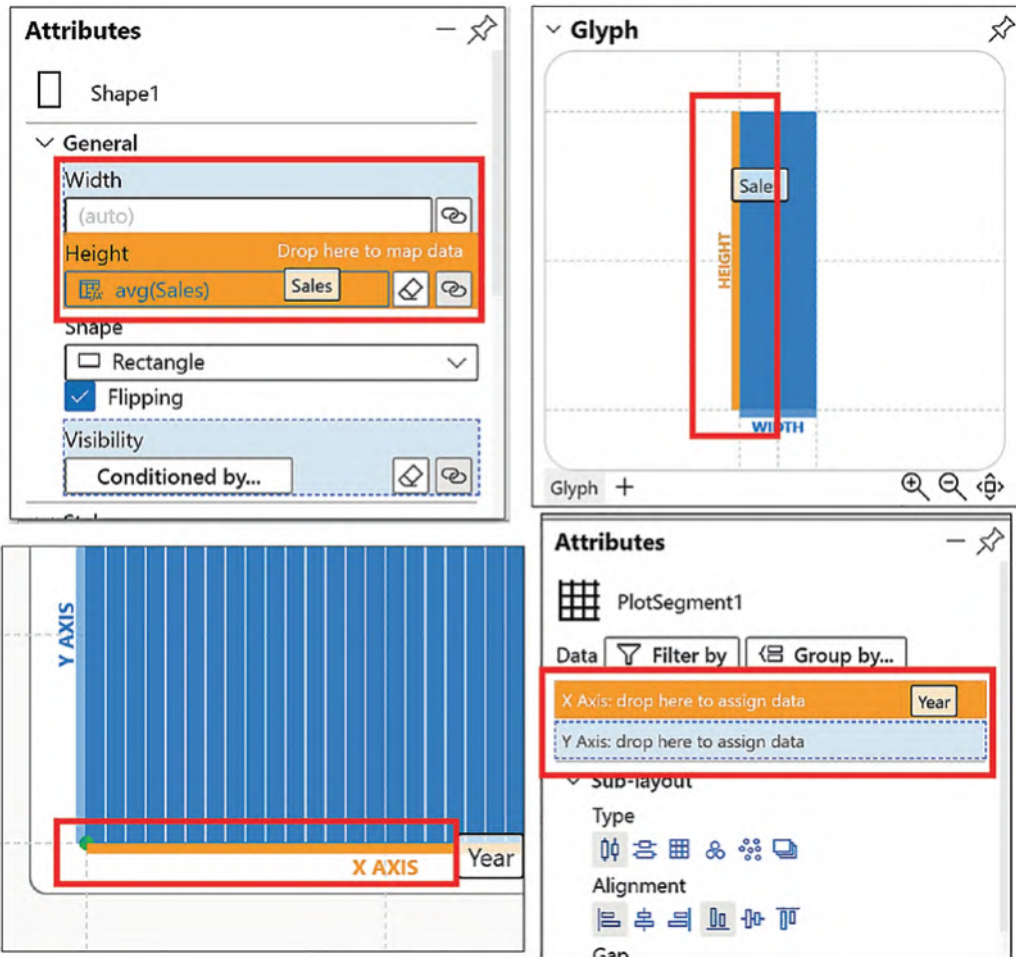 Attributes
Shape1
General
Width
(auto)
Height Drop here to map data
avg(Sales) Sales
Shape
Rectangle
Flipping
Visibility
Conditioned by...
Glyph
Sale
HEIGHT
WIDTH
Glyph +
Y AXIS
X AXIS
Year
Attributes
PlotSegment1
Data Filter by Group by...
X Axis: drop here to assign data Year
Y Axis: drop here to assign data
Sub-layout
Type
Alignment
Gap